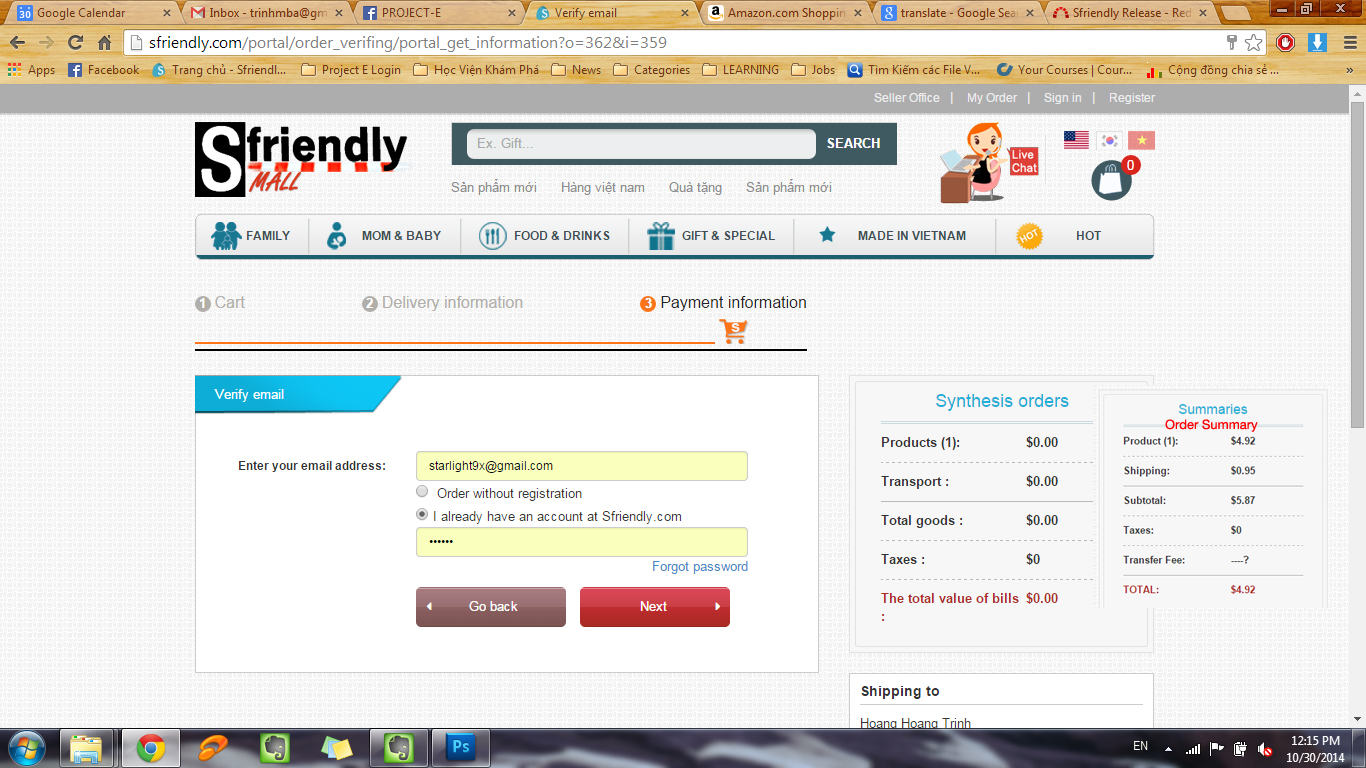 Google Calendar
Inbox - trinhmba@gm
PROJECT-E
Verify email
Amazon.com Shoppin
translate - Google Sea
Sfriendly Release - Red
sfriendly.com/portal/order_verifing/portal_get_information?o=362&i=359
Apps
Facebook
Trang chủ - Sfriendl...
Project E Login
Học Viện Khám Phá
News
Categories
LEARNING
Jobs
Tìm Kiếm các File V...
Your Courses | Cour...
Cộng đồng chia sẻ ...
»
Seller Office | My Order | Sign in | Register
Sfriendly
MALL
Ex. Gift...
SEARCH
Sản phẩm mới
Hàng việt nam
Quà tặng
Sản phẩm mới
Live
Chat
0
FAMILY
MOM & BABY
FOOD & DRINKS
GIFT & SPECIAL
MADE IN VIETNAM
HOT
HOT
1 Cart
2 Delivery information
3 Payment information
S
Verify email
Enter your email address:
starlight9x@gmail.com
Order without registration
I already have an account at Sfriendly.com
••••••
Forgot password
Go back
Next
Synthesis orders
Products (1): $0.00
Transport : $0.00
Total goods : $0.00
Taxes : $0
The total value of bills $0.00
:
Summaries
Order Summary
Product (1): $4.92
Shipping: $0.95
Subtotal: $5.87
Taxes: $0
Transfer Fee: ----?
TOTAL: $4.92
Shipping to
Hoang Hoang Trinh
Ps
EN
12:15 PM
10/30/2014